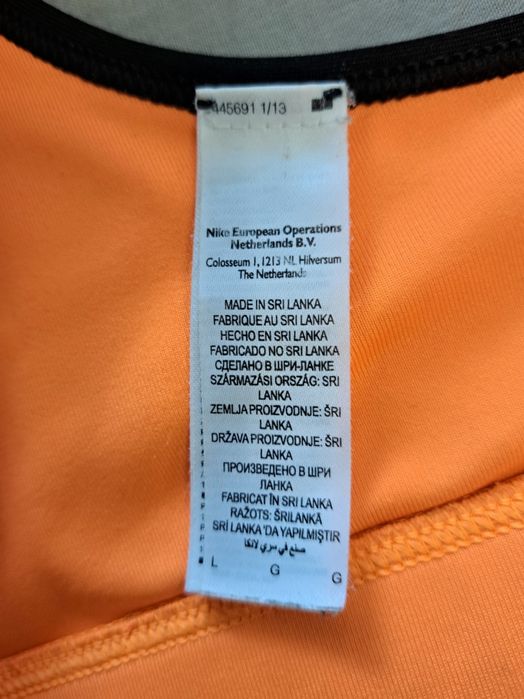 445691 1/13
Nike European Operations
Netherlands B.V.
Colosseum 1, 1213 NL Hilversum
The Netherlands
MADE IN SRI LANKA
FABRIQUE AU SRI LANKA
HECHO EN SRI LANKA
FABRICADO NO SRI LANKA
СДЕЛАНО В ШРИ-ЛАНКЕ
SZÁRMAZÁSI ORSZÁG: SRI
LANKA
ZEMLJA PROIZVODNJE: ŠRI
LANKA
DRŽAVA PROIZVODNJE: ŠRI
LANKA
ПРОИЗВЕДЕНО В ШРИ
ЛАНКА
FABRICAT ÎN SRI LANKA
RAŽOTS: ŠRILANKĀ
SRİ LANKA'DA YAPILMIŞTIR
صنع في سري لانكا
L G G